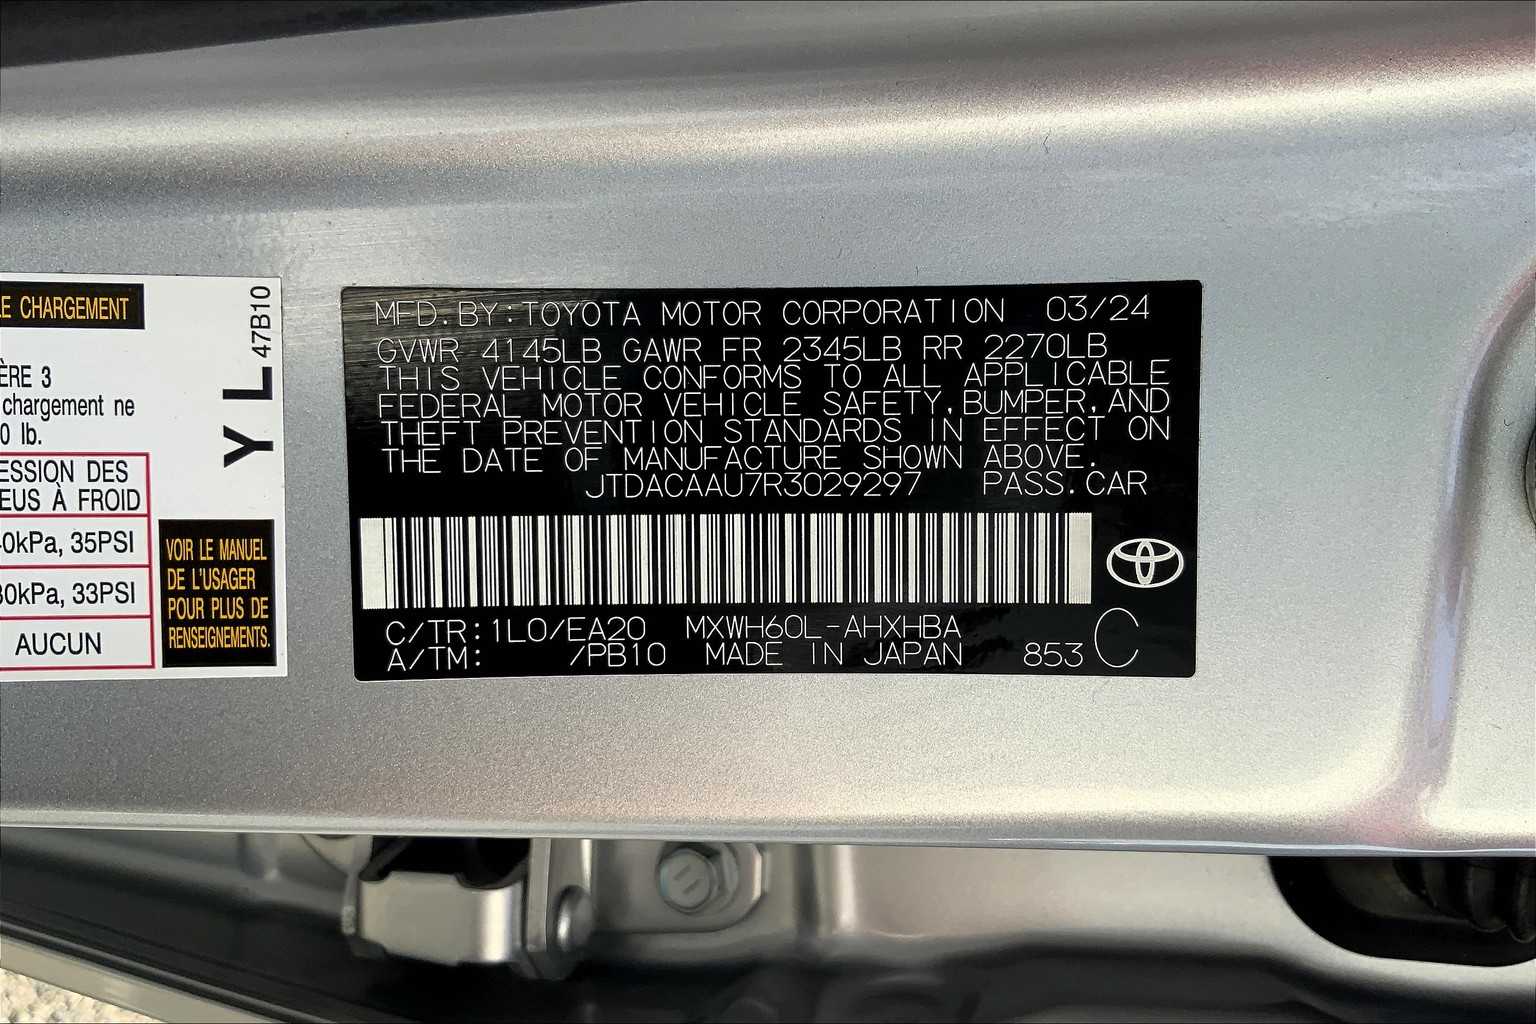 LE CHARGEMENT
47B10
YL
ÈRE 3
chargement ne
0 lb.
ESSION DES
EUS À FROID
40kPa, 35PSI
30kPa, 33PSI
AUCUN
VOIR LE MANUEL
DE L'USAGER
POUR PLUS DE
RENSEIGNEMENTS.
MFD. BY: TOYOTA MOTOR CORPORATION 03/24
GVWR 4145LB GAWR FR 2345LB RR 2270LB
THIS VEHICLE CONFORMS TO ALL APPLICABLE
FEDERAL MOTOR VEHICLE SAFETY, BUMPER, AND
THEFT PREVENTION STANDARDS IN EFFECT ON
THE DATE OF MANUFACTURE SHOWN ABOVE.
JTDACAAU7R3029297 PASS. CAR
C/TR: 1L0/EA20 MXWH60L-AHXHBA
A/TM: /PB10 MADE IN JAPAN 853 C